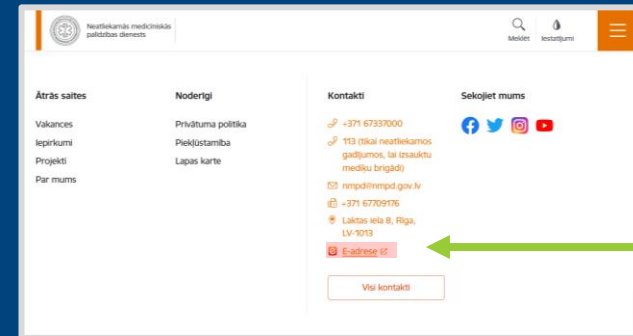 Neatliekamās medicīniskās
palīdzības dienests
Meklēt
Iestatījumi
Ātrās saites
Vakances
Iepirkumi
Projekti
Par mums
Noderīgi
Privātuma politika
Piekļūstamība
Lapas karte
Kontakti
+371 67337000
113 (tikai neatliekamos
gadījumos, lai izsauktu
mediķu brigādi)
nmpd@nmpd.gov.lv
+371 67709176
Laktas iela 8, Rīga,
LV-1013
E-adrese
Visi kontakti
Sekojiet mums